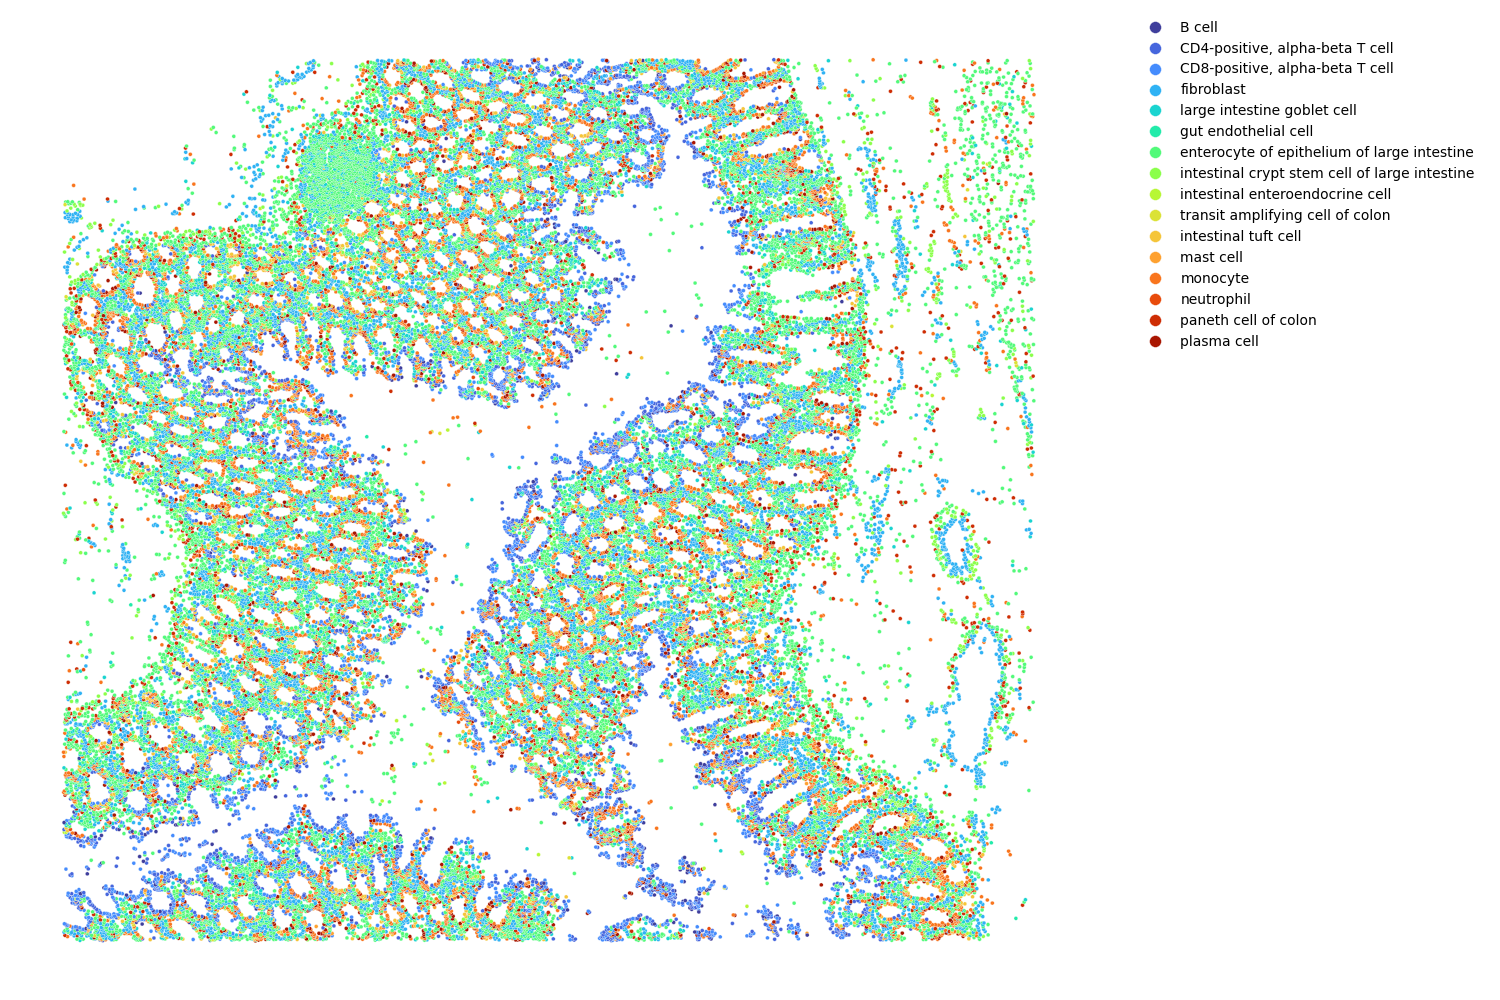 B cell
CD4-positive, alpha-beta T cell
CD8-positive, alpha-beta T cell
fibroblast
large intestine goblet cell
gut endothelial cell
enterocyte of epithelium of large intestine
intestinal crypt stem cell of large intestine
intestinal enteroendocrine cell
transit amplifying cell of colon
intestinal tuft cell
mast cell
monocyte
neutrophil
paneth cell of colon
plasma cell